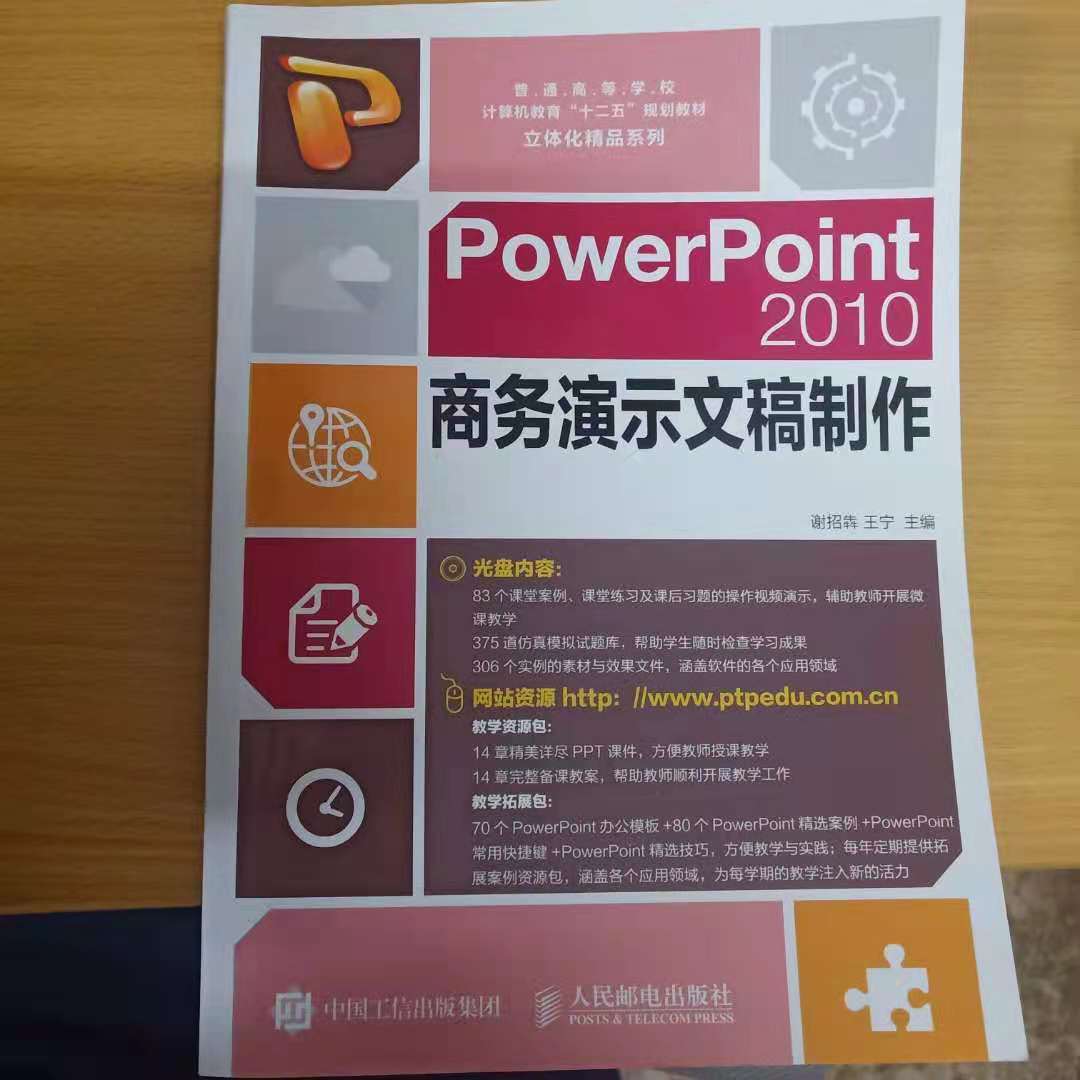 普.通.高.等.学.校
计算机教育“十二五”规划教材
立体化精品系列
PowerPoint
2010
商务演示文稿制作
谢招犇 王宁 主编
光盘内容:
83个课堂案例、课堂练习及课后习题的操作视频演示，辅助教师开展微
课教学
375道仿真模拟试题库，帮助学生随时检查学习成果
306个实例的素材与效果文件，涵盖软件的各个应用领域
网站资源 http: //www.ptpedu.com.cn
教学资源包:
14章精美详尽PPT课件，方便教师授课教学
14章完整备课教案，帮助教师顺利开展教学工作
教学拓展包:
70个PowerPoint办公模板+80个PowerPoint精选案例+PowerPoint
常用快捷键+PowerPoint精选技巧，方便教学与实践；每年定期提供拓
展案例资源包，涵盖各个应用领域，为每学期的教学注入新的活力
中国工信出版集团
人民邮电出版社
POSTS & TELECOM PRESS